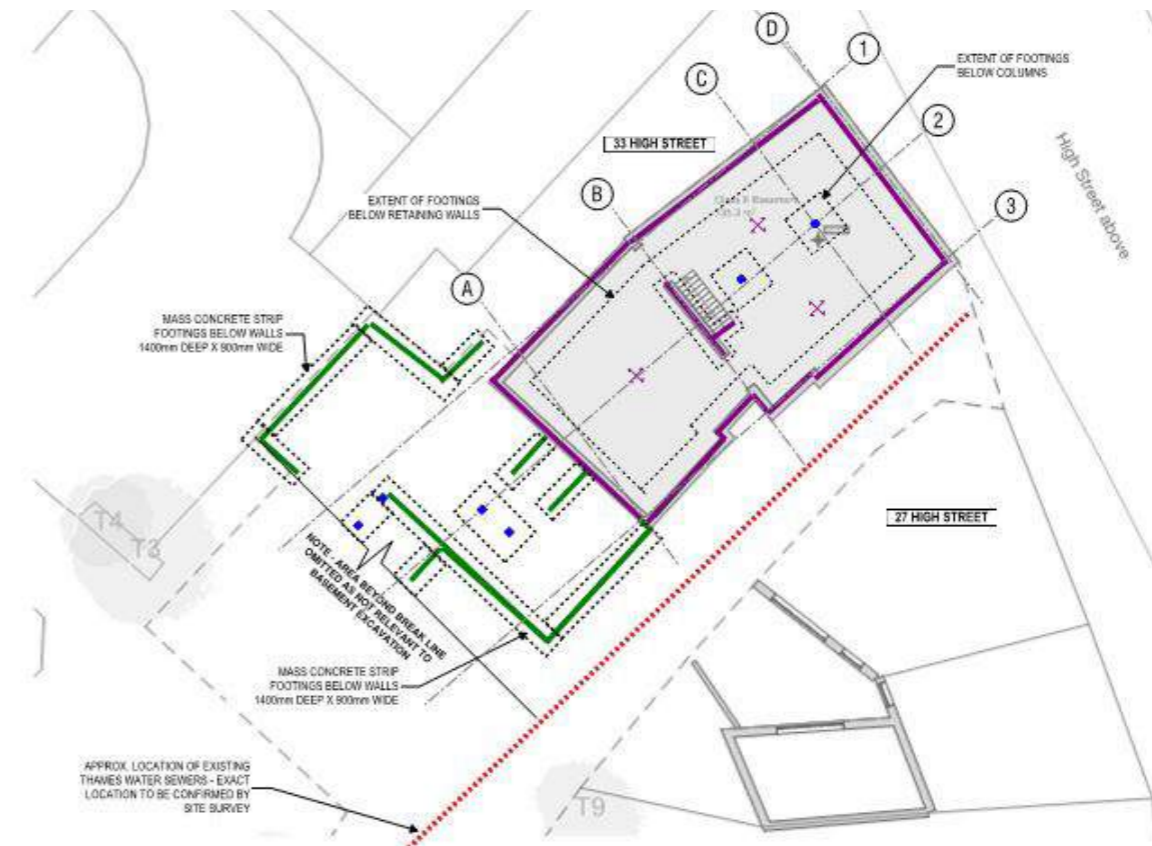 D
1
C
EXTENT OF FOOTINGS
BELOW COLUMNS
2
33 HIGH STREET
High Street above
EXTENT OF FOOTINGS
BELOW RETAINING WALLS
B
3
A
MASS CONCRETE STRIP
FOOTINGS BELOW WALLS
1400mm DEEP X 900mm WIDE
T4
T3
27 HIGH STREET
NOTE - AREA BEYOND BREAK LINE
OMITTED AS NOT RELEVANT TO
BASEMENT EXCAVATION
MASS CONCRETE STRIP
FOOTINGS BELOW WALLS
1400mm DEEP X 900mm WIDE
APPROX. LOCATION OF EXISTING
THAMES WATER SEWERS - EXACT
LOCATION TO BE CONFIRMED BY
SITE SURVEY
T9